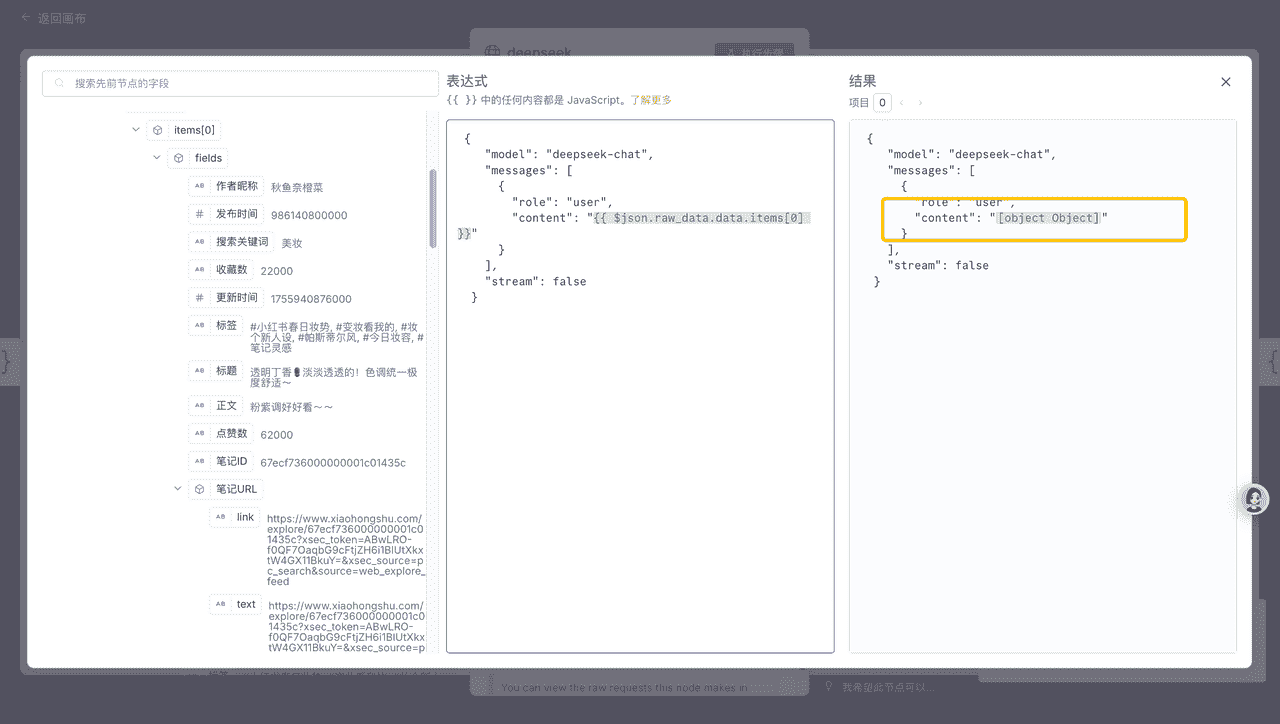 返回画布
deepseek
搜索先前节点的字段
items[0]
fields
作者昵称 秋鱼奈橙菜
发布时间 986140800000
搜索关键词 美妆
收藏数 22000
更新时间 1755940876000
标签 #小红书春日妆势, #变妆看我的, #妆
个新人设, #帕斯蒂尔风, #今日妆容, #
笔记灵感
标题 透明丁香💄淡淡透透的！色调统一极
度舒适～
正文 粉紫调好好看～～
点赞数 62000
笔记ID 67ecf736000000001c01435c
笔记URL
link https://www.xiaohongshu.com/
explore/67ecf736000000001c0
1435c?xsec_token=ABwLRO-
f0QF7OaqbG9cFtjZH6i1BlUtXkx
tW4GX11BkuY=&xsec_source=p
c_search&source=web_explore_
feed
text https://www.xiaohongshu.com/
explore/67ecf736000000001c0
1435c?xsec_token=ABwLRO-
f0QF7OaqbG9cFtjZH6i1BlUtXkx
tW4GX11BkuY=&xsec_source=p
表达式
{{ }} 中的任何内容都是 JavaScript。了解更多
{
"model": "deepseek-chat",
"messages": [
{
"role": "user",
"content": "{{ $json.raw_data.data.items[0]
}}"
}
],
"stream": false
}
结果
项目 0
{
"model": "deepseek-chat",
"messages": [
{
"role": "user",
"content": "[object Object]"
}
],
"stream": false
}
You can view the raw requests this node makes in
我希望此节点可以...